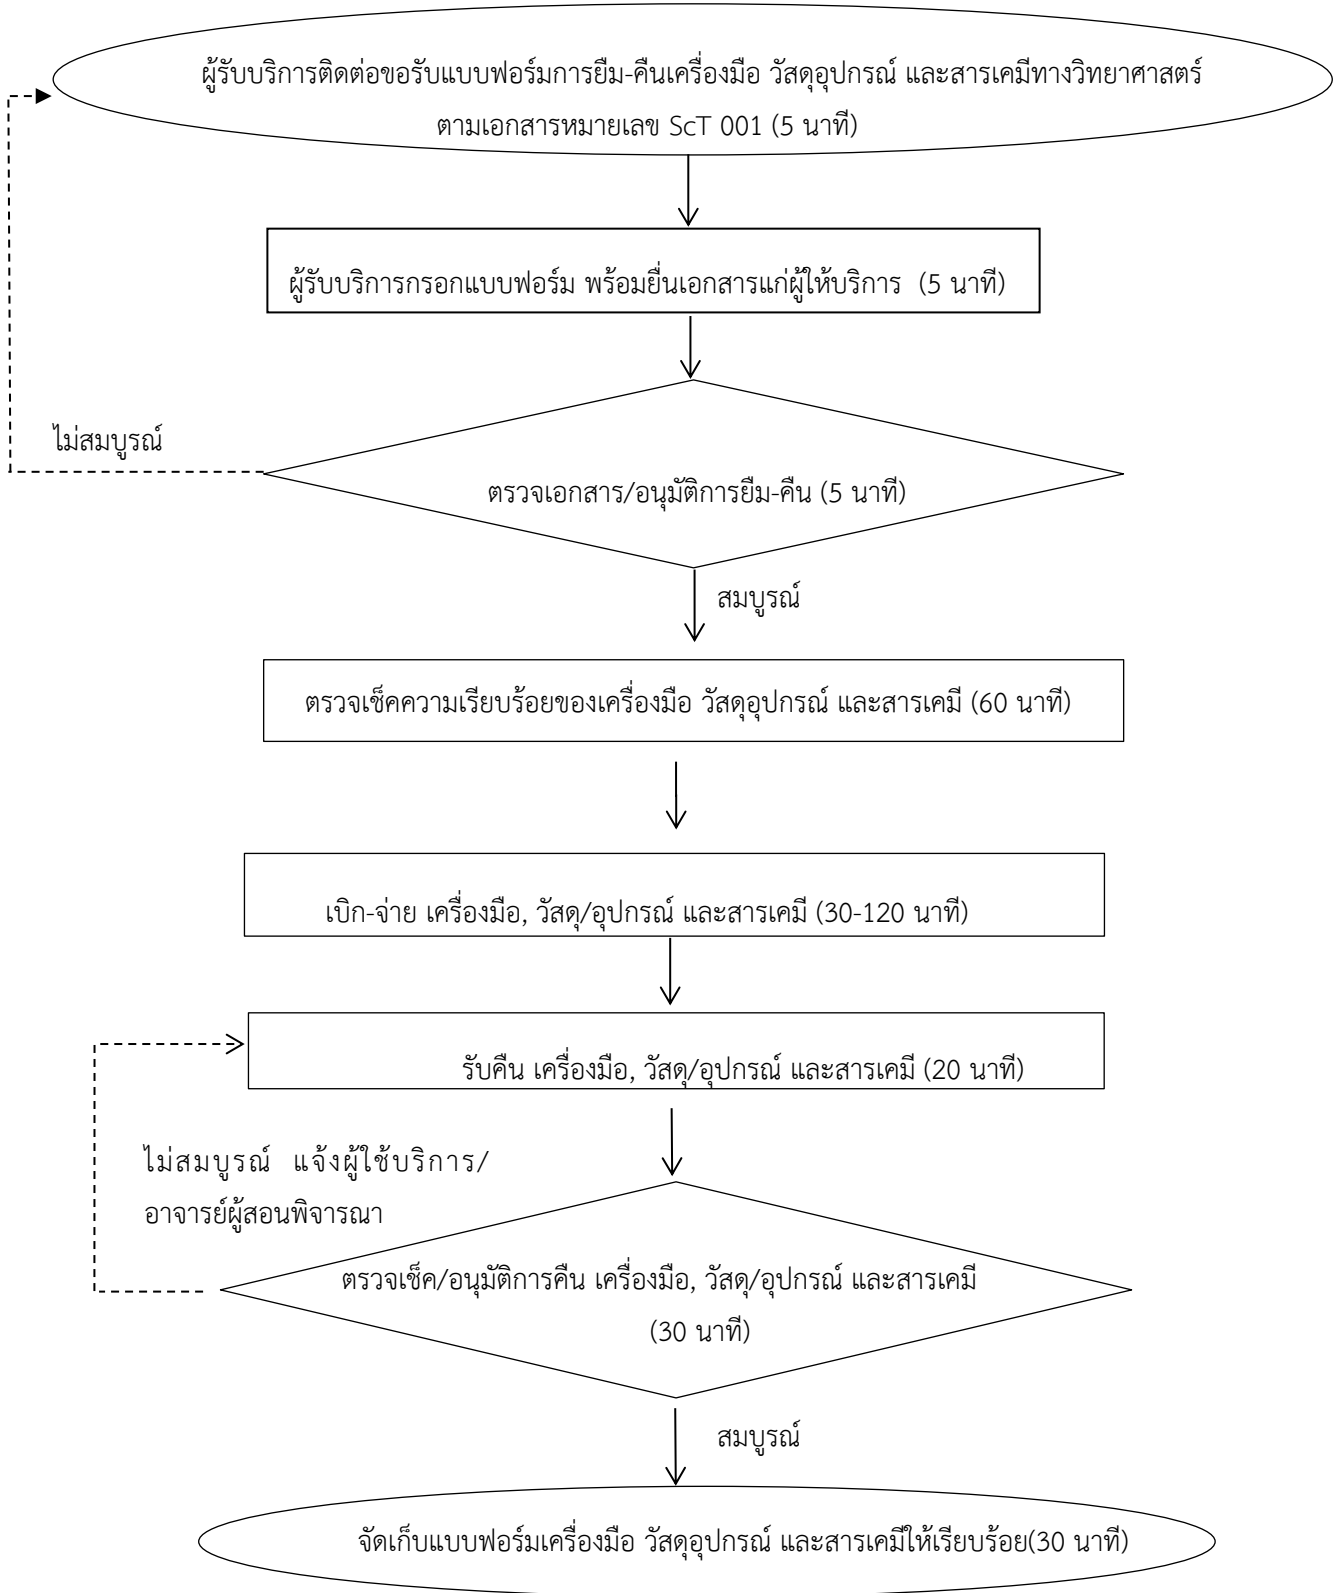 ผู้รับบริการติดต่อขอรับแบบฟอร์มการยืม-คืนเครื่องมือ วัสดุอุปกรณ์ และสารเคมีทางวิทยาศาสตร์
ตามเอกสารหมายเลข ScT 001 (5 นาที)
ผู้รับบริการกรอกแบบฟอร์ม พร้อมยื่นเอกสารแก่ผู้ให้บริการ (5 นาที)
ไม่สมบูรณ์
ตรวจเอกสาร/อนุมัติการยืม-คืน (5 นาที)
สมบูรณ์
ตรวจเช็คความเรียบร้อยของเครื่องมือ วัสดุอุปกรณ์ และสารเคมี (60 นาที)
เบิก-จ่าย เครื่องมือ, วัสดุ/อุปกรณ์ และสารเคมี (30-120 นาที)
รับคืน เครื่องมือ, วัสดุ/อุปกรณ์ และสารเคมี (20 นาที)
ไม่สมบูรณ์ แจ้งผู้ใช้บริการ/
อาจารย์ผู้สอนพิจารณา
ตรวจเช็ค/อนุมัติการคืน เครื่องมือ, วัสดุ/อุปกรณ์ และสารเคมี
(30 นาที)
สมบูรณ์
จัดเก็บแบบฟอร์มเครื่องมือ วัสดุอุปกรณ์ และสารเคมีให้เรียบร้อย(30 นาที)